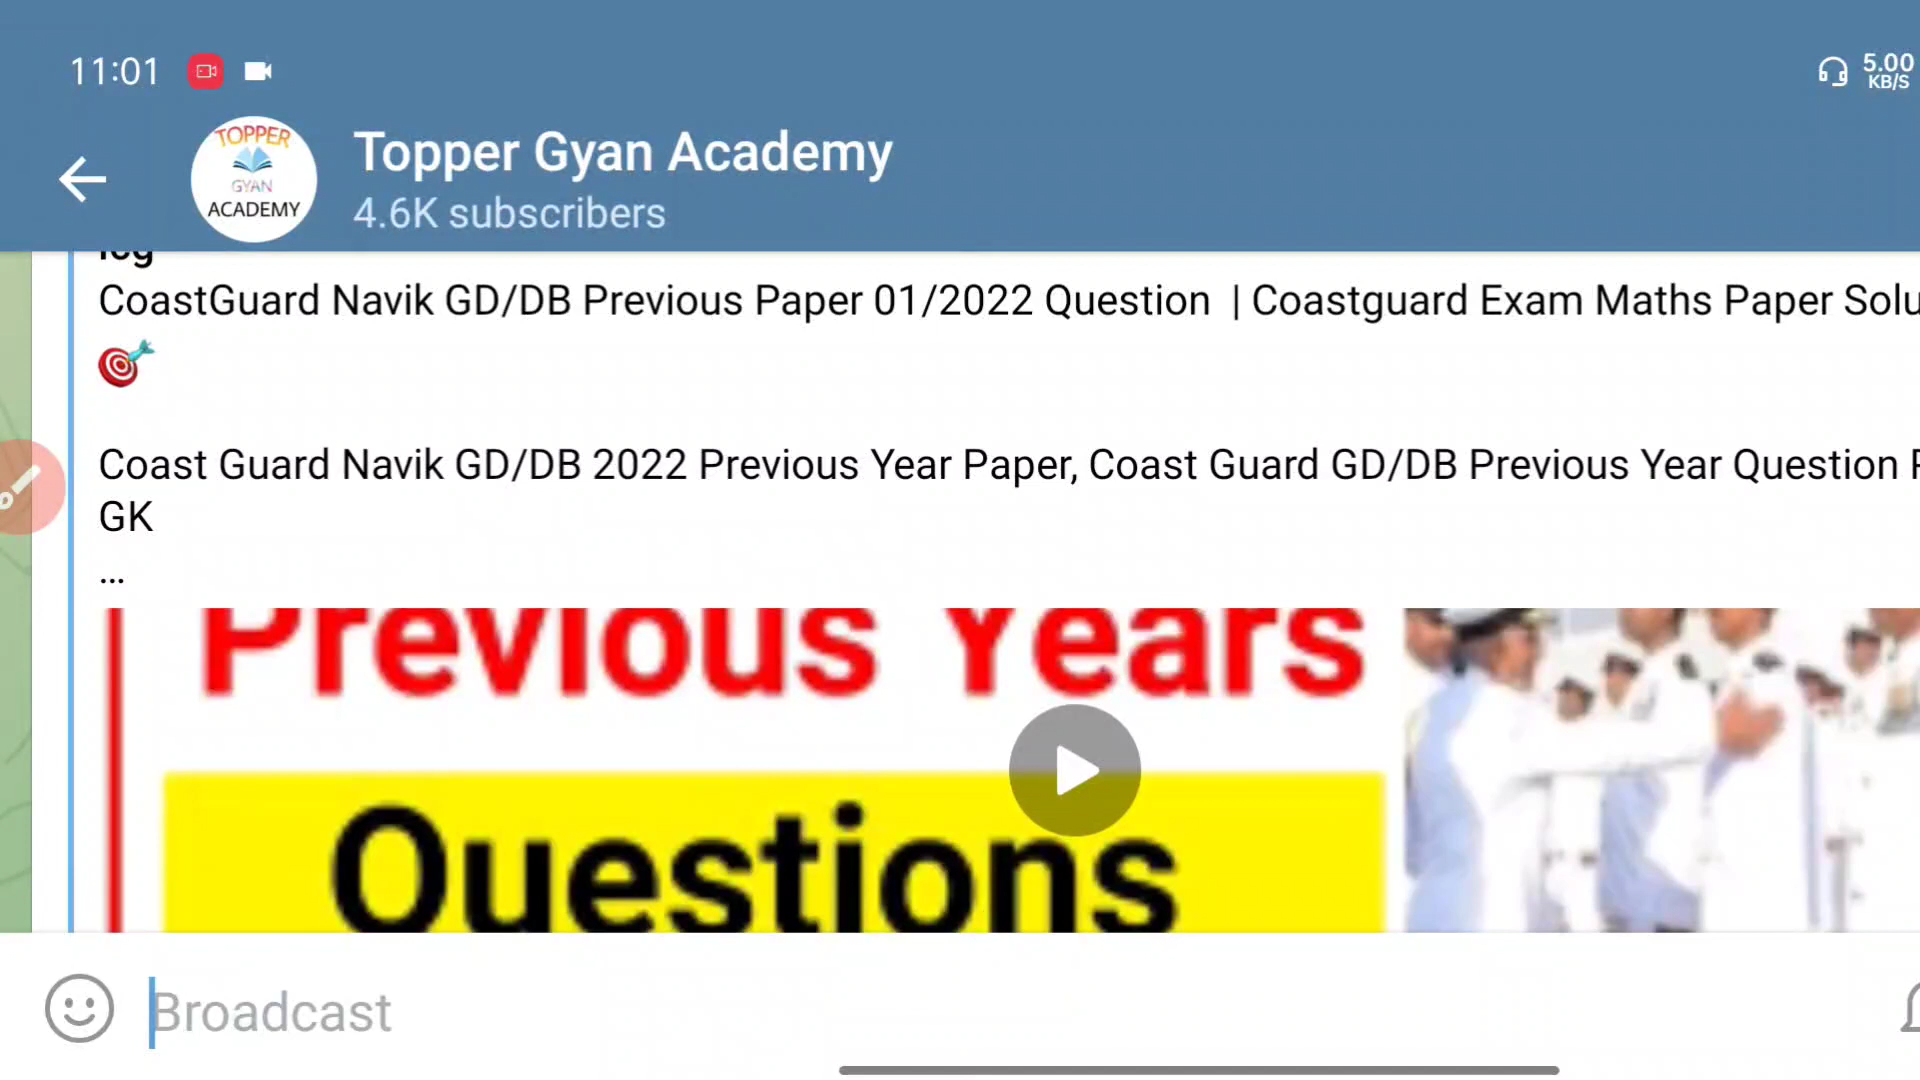 11:01
5.00
KB/S
TOPPER
GYAN
ACADEMY
Topper Gyan Academy
4.6K subscribers
icg
CoastGuard Navik GD/DB Previous Paper 01/2022 Question | Coastguard Exam Maths Paper Solu
Coast Guard Navik GD/DB 2022 Previous Year Paper, Coast Guard GD/DB Previous Year Question P
GK
...
Previous Years
Questions
Broadcast